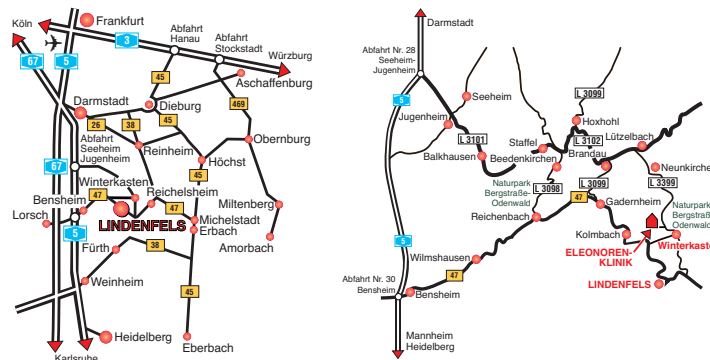 Köln
Frankfurt
67
5
3
Abfahrt
Hanau
Abfahrt
Stockstadt
Würzburg
45
Aschaffenburg
Darmstadt
Dieburg
469
26
38
45
Abfahrt
Seeheim
Jugenheim
Reinheim
Obernburg
Höchst
67
Winterkasten
Reichelsheim
45
Bensheim
47
Lorsch
LINDENFELS
47
Michelstadt
Erbach
Miltenberg
5
Fürth
38
Amorbach
Weinheim
45
Heidelberg
Eberbach
Karlsruhe
Darmstadt
Abfahrt Nr. 28
Seeheim-
Jugenheim
5
Seeheim
Jugenheim
L 3099
Hoxhohl
L 3101
Staffel
L 3102
Lützelbach
Balkhausen
Beedenkirchen
Brandau
Neunkirche
Naturpark
Bergstraße-
Odenwald
L 3098
L 3099
L 3399
47
Gadernheim
Naturpark
Bergstraß
Odenwald
Reichenbach
5
Kolmbach
Winterkaste
ELEONOREN-
KLINIK
Wilmshausen
47
LINDENFELS
Abfahrt Nr. 30
Bensheim
Bensheim
Mannheim
Heidelberg